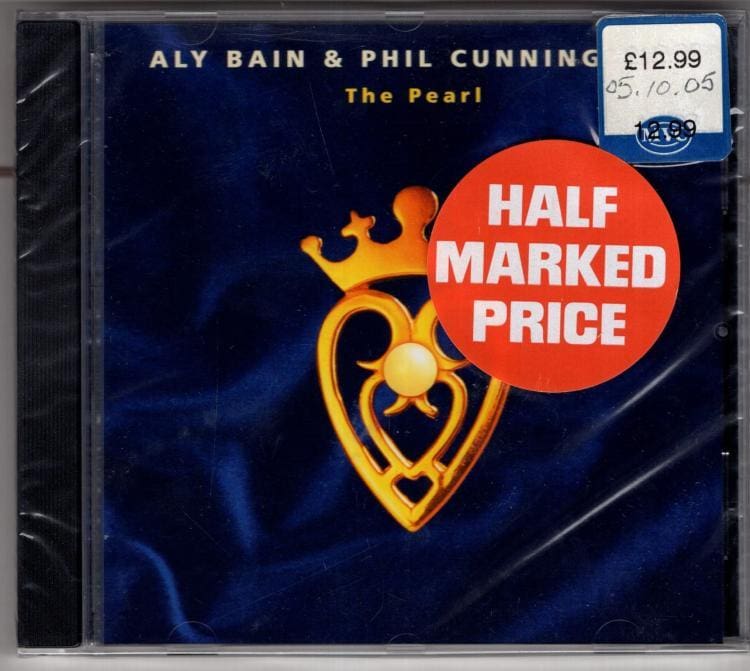 ALY BAIN & PHIL CUNNING
The Pearl
£12.99
05.10.05
12.99
HALF
MARKED
PRICE